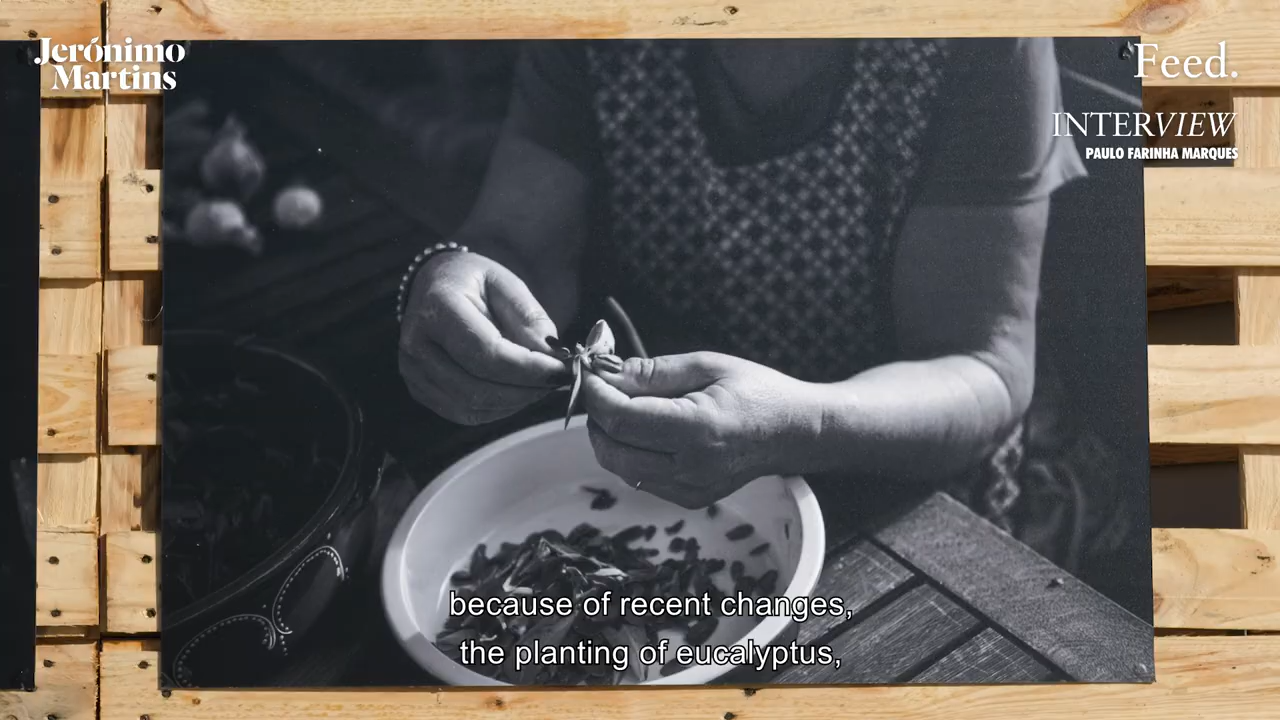 Jerónimo
Martins
Feed.
INTERVIEW
PAULO FARINHA MARQUES
because of recent changes,
the planting of eucalyptus,